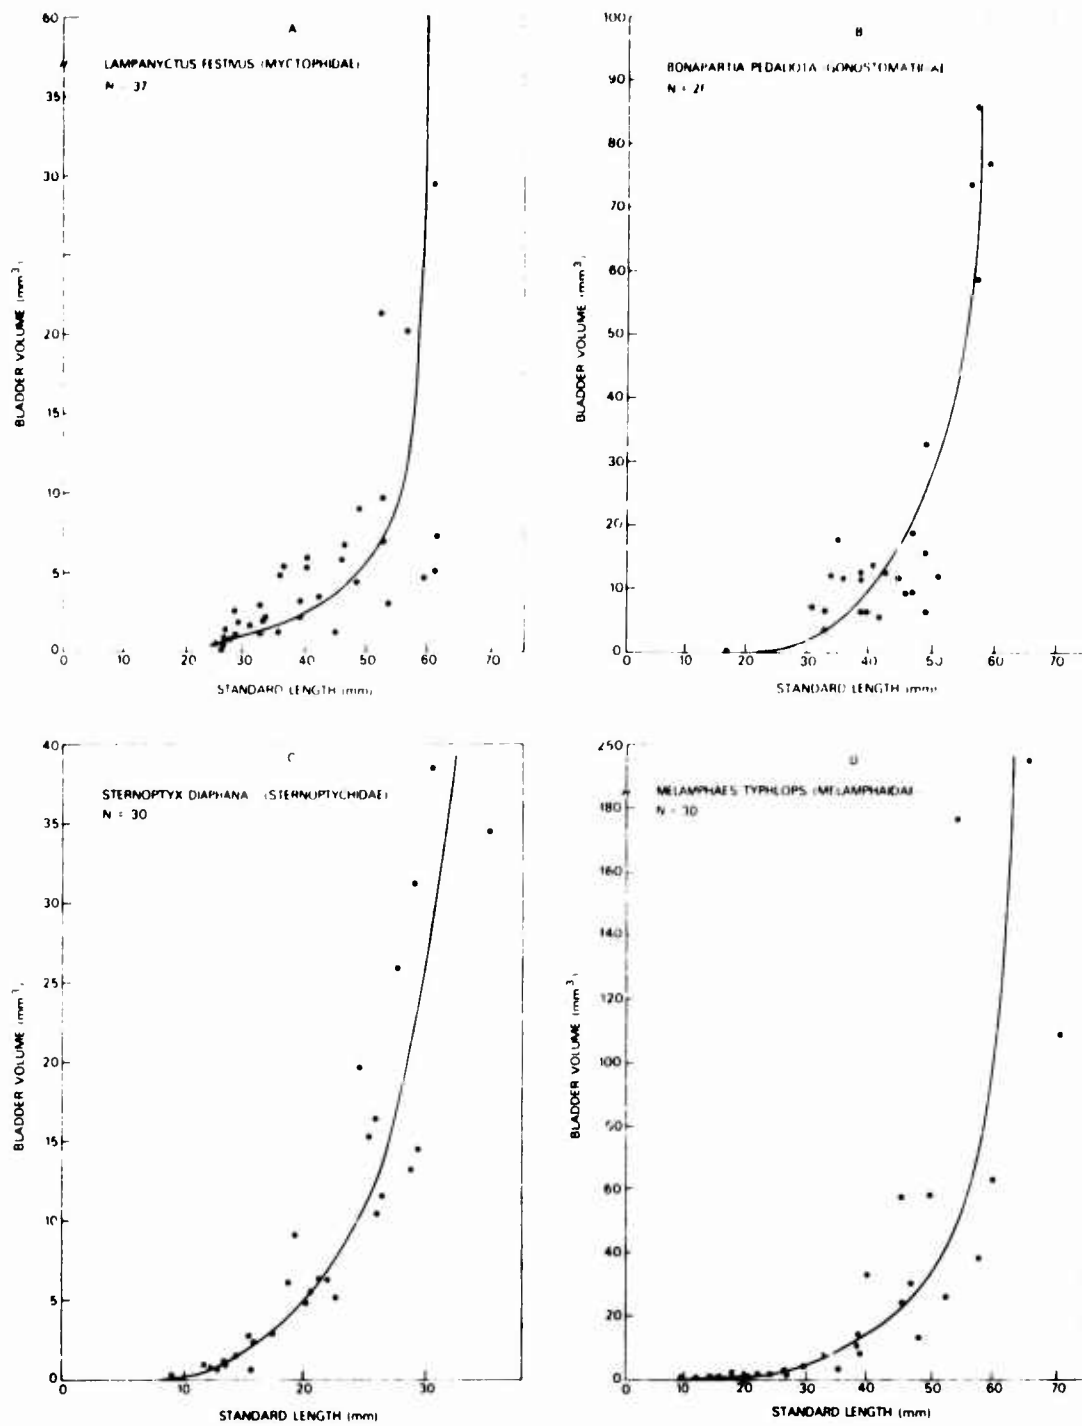 A
LAMPANYCTUS FESTIVUS (MYCTOPHIDAE)
N = 37
60
35
30
20
15
10
5
0
BLADDER VOLUME (mm3)
0 10 20 30 40 50 60 70
STANDARD LENGTH (mm)
B
BONAPARTIA PEDALIOTA (GONOSTOMATIDAE
100
90
80
70
60
50
40
30
20
10
0
BLADDER VOLUME (mm3)
0 10 20 30 40 50 60 70
STANDARD LENGTH (mm)
C
STERNOPTYX DIAPHANA (STERNOPTYCHIDAE)
N = 30
40
35
30
25
20
15
10
5
0
BLADDER VOLUME (mm3)
0 10 20 30
STANDARD LENGTH (mm)
D
MELAMPHAES TYPHLOPS (MELAMPHAIDAE
N = 30
250
180
160
140
120
100
60
40
20
0
BLADDER VOLUME (mm3)
0 10 20 30 40 50 60 70
STANDARD LENGTH (mm)